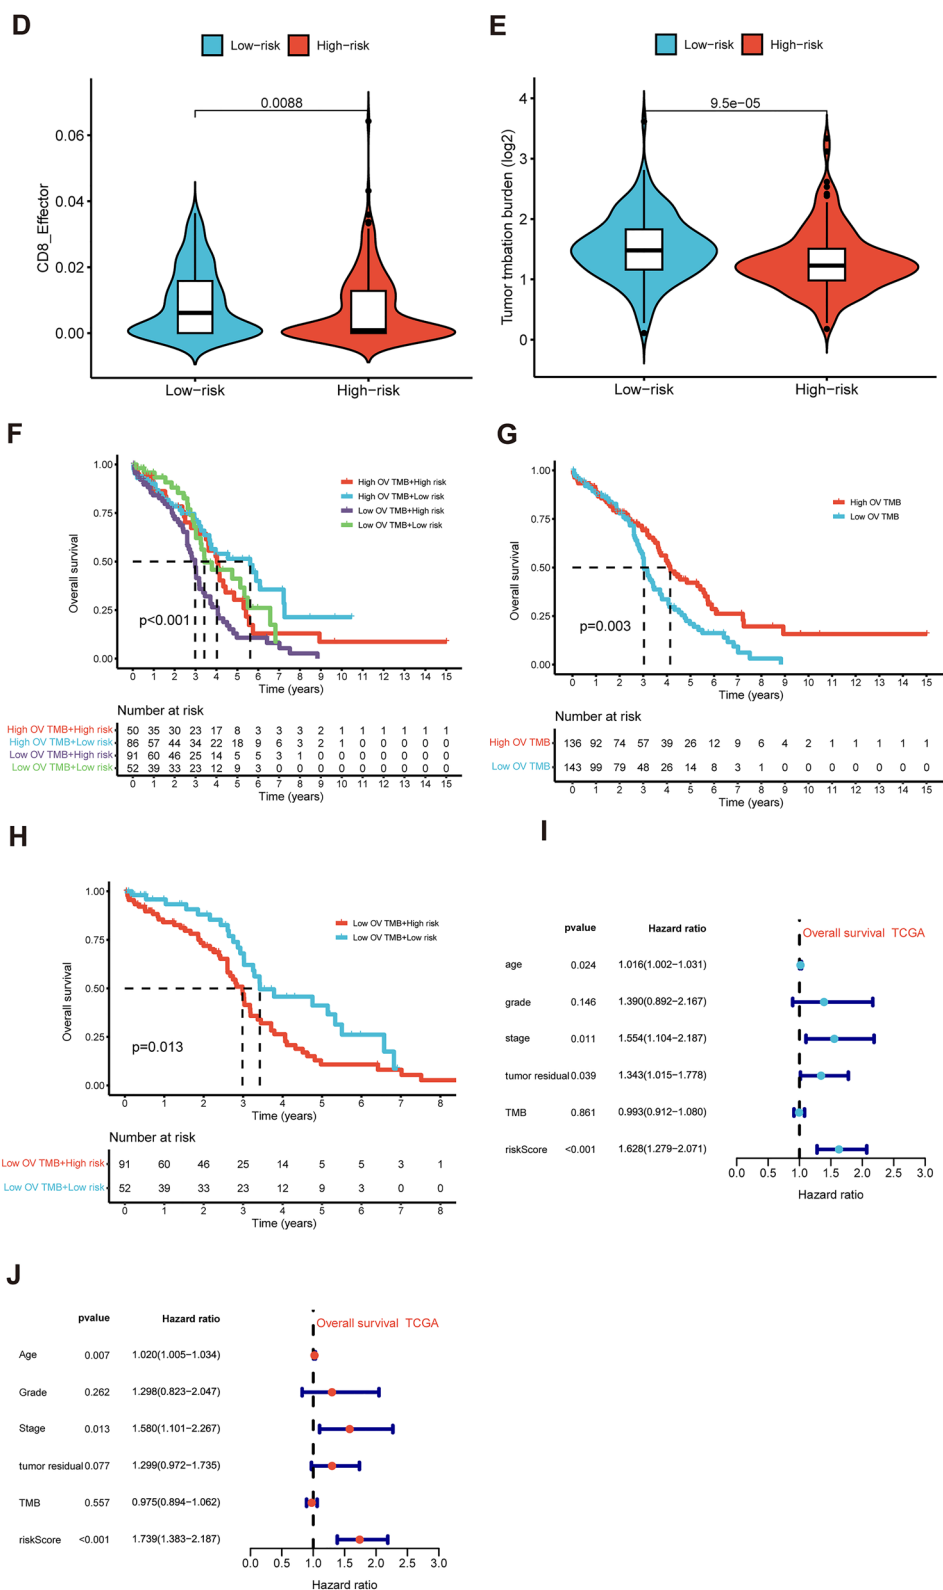 D
Low-risk
High-risk
0.0088
CD8_Effector
0.06
0.04
0.02
0.00
Low-risk
High-risk
E
Low-risk
High-risk
9.5e-05
Tumor tmbation burden (log2)
4
3
2
1
0
Low-risk
High-risk
F
High OV TMB+High risk
High OV TMB+Low risk
Low OV TMB+High risk
Low OV TMB+Low risk
Overall survival
1.00
0.75
0.50
0.25
0.00
p<0.001
0 1 2 3 4 5 6 7 8 9 10 11 12 13 14 15
Time (years)
Number at risk
High OV TMB+High risk 50 35 30 23 17 8 3 3 3 2 1 1 1 1 1 1
High OV TMB+Low risk 86 57 44 34 22 18 9 6 3 2 1 0 0 0 0 0
Low OV TMB+High risk 91 60 46 25 14 5 5 3 1 0 0 0 0 0 0 0
Low OV TMB+Low risk 52 39 33 23 12 9 3 0 0 0 0 0 0 0 0 0
0 1 2 3 4 5 6 7 8 9 10 11 12 13 14 15
Time (years)
G
High OV TMB
Low OV TMB
Overall survival
1.00
0.75
0.50
0.25
0.00
p=0.003
0 1 2 3 4 5 6 7 8 9 10 11 12 13 14 15
Time (years)
Number at risk
High OV TMB 136 92 74 57 39 26 12 9 6 4 2 1 1 1 1 1
Low OV TMB 143 99 79 48 26 14 8 3 1 0 0 0 0 0 0 0
0 1 2 3 4 5 6 7 8 9 10 11 12 13 14 15
Time (years)
H
Low OV TMB+High risk
Low OV TMB+Low risk
Overall survival
1.00
0.75
0.50
0.25
0.00
p=0.013
0 1 2 3 4 5 6 7 8
Time (years)
Number at risk
Low OV TMB+High risk 91 60 46 25 14 5 5 3 1
Low OV TMB+Low risk 52 39 33 23 12 9 3 0 0
0 1 2 3 4 5 6 7 8
Time (years)
I
pvalue Hazard ratio
Overall survival TCGA
age 0.024 1.016(1.002-1.031)
grade 0.146 1.390(0.892-2.167)
stage 0.011 1.554(1.104-2.187)
tumor residual 0.039 1.343(1.015-1.778)
TMB 0.861 0.993(0.912-1.080)
riskScore <0.001 1.628(1.279-2.071)
0.0 0.5 1.0 1.5 2.0 2.5 3.0
Hazard ratio
J
pvalue Hazard ratio
Overall survival TCGA
Age 0.007 1.020(1.005-1.034)
Grade 0.262 1.298(0.823-2.047)
Stage 0.013 1.580(1.101-2.267)
tumor residual 0.077 1.299(0.972-1.735)
TMB 0.557 0.975(0.894-1.062)
riskScore <0.001 1.739(1.383-2.187)
0.0 0.5 1.0 1.5 2.0 2.5 3.0
Hazard ratio